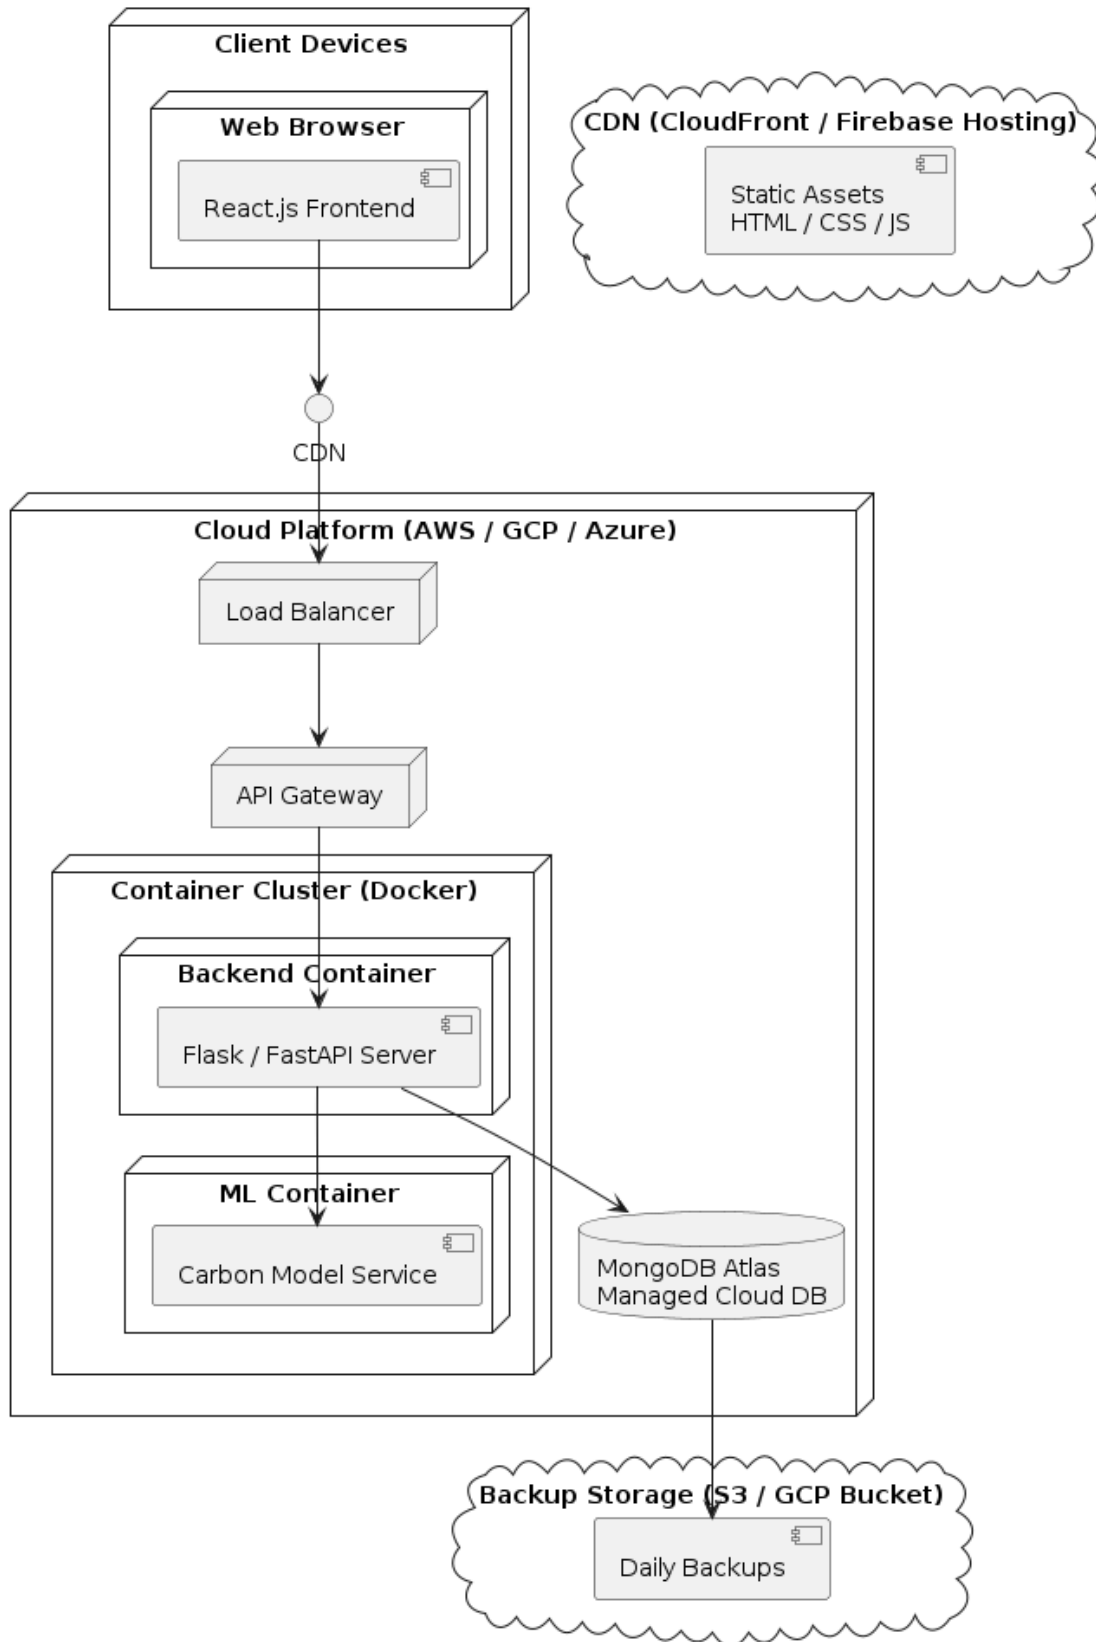 Client Devices
Web Browser
React.js Frontend
CDN (CloudFront / Firebase Hosting)
Static Assets
HTML / CSS / JS
CDN
Cloud Platform (AWS / GCP / Azure)
Load Balancer
API Gateway
Container Cluster (Docker)
Backend Container
Flask / FastAPI Server
ML Container
Carbon Model Service
MongoDB Atlas
Managed Cloud DB
Backup Storage (S3 / GCP Bucket)
Daily Backups